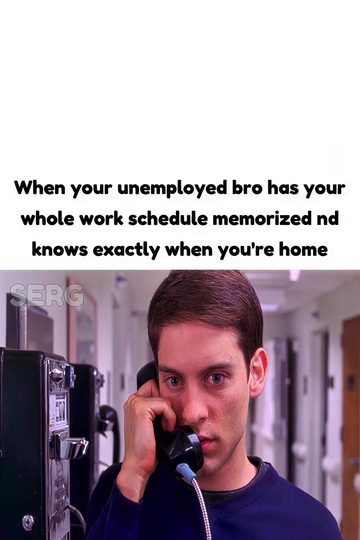 When your unemployed bro has your
whole work schedule memorized nd
knows exactly when you're home
SERG